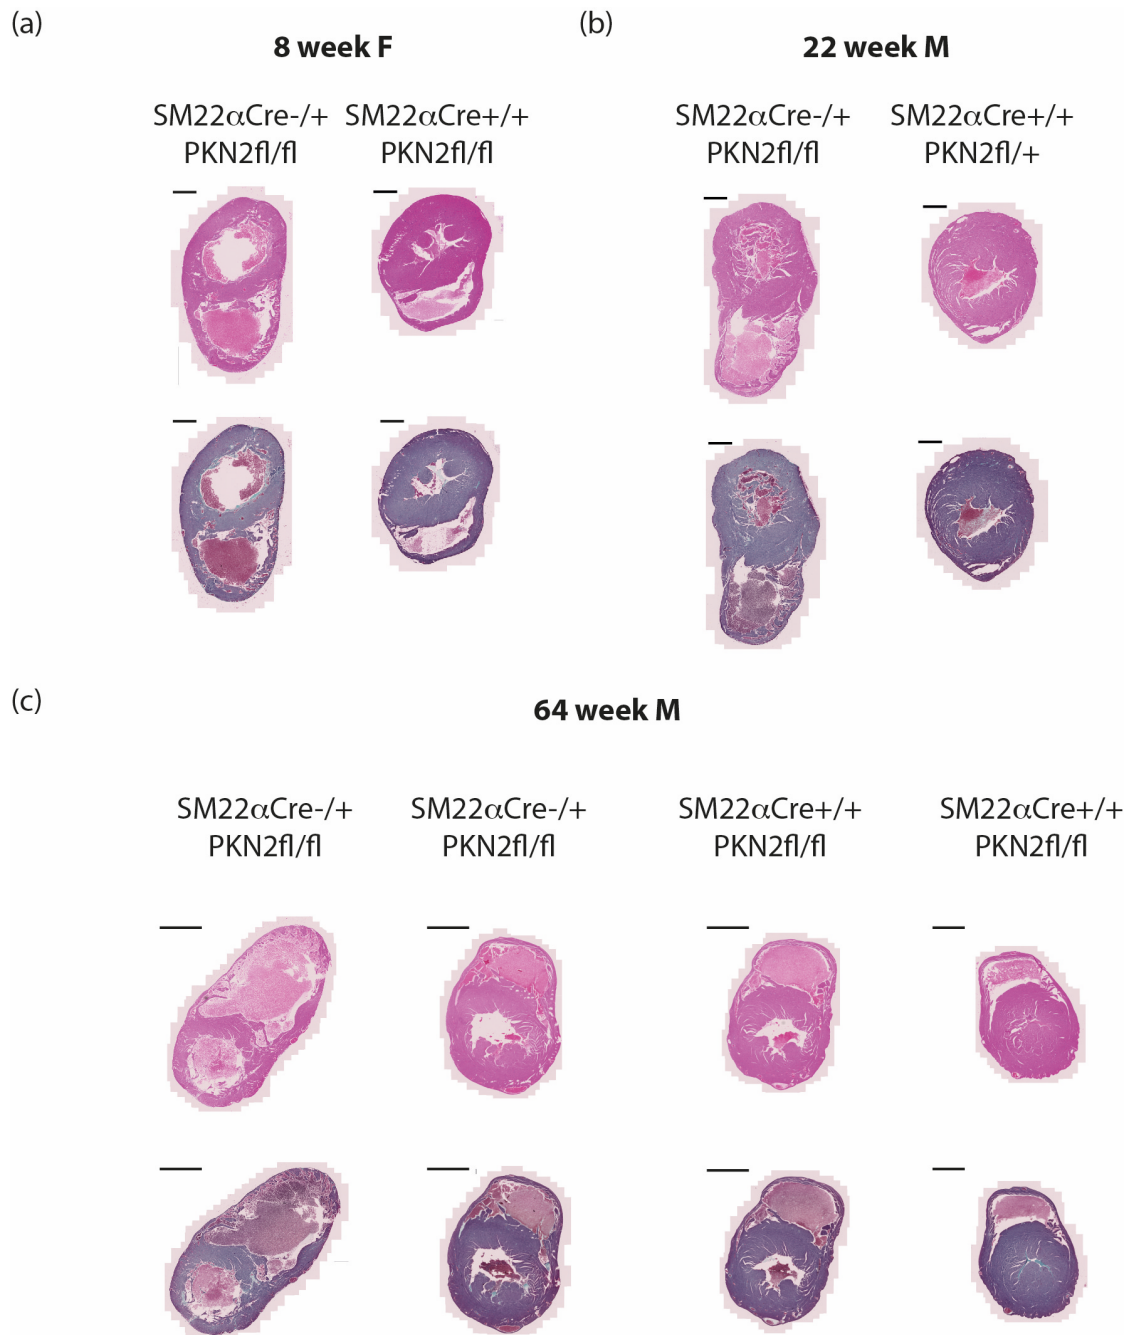 (a)
8 week F
SM22αCre-/+ SM22αCre+/+
PKN2fl/fl PKN2fl/fl
(b)
22 week M
SM22αCre-/+ SM22αCre+/+
PKN2fl/fl PKN2fl/+
(c)
64 week M
SM22αCre-/+ SM22αCre-/+ SM22αCre+/+ SM22αCre+/+
PKN2fl/fl PKN2fl/fl PKN2fl/fl PKN2fl/fl